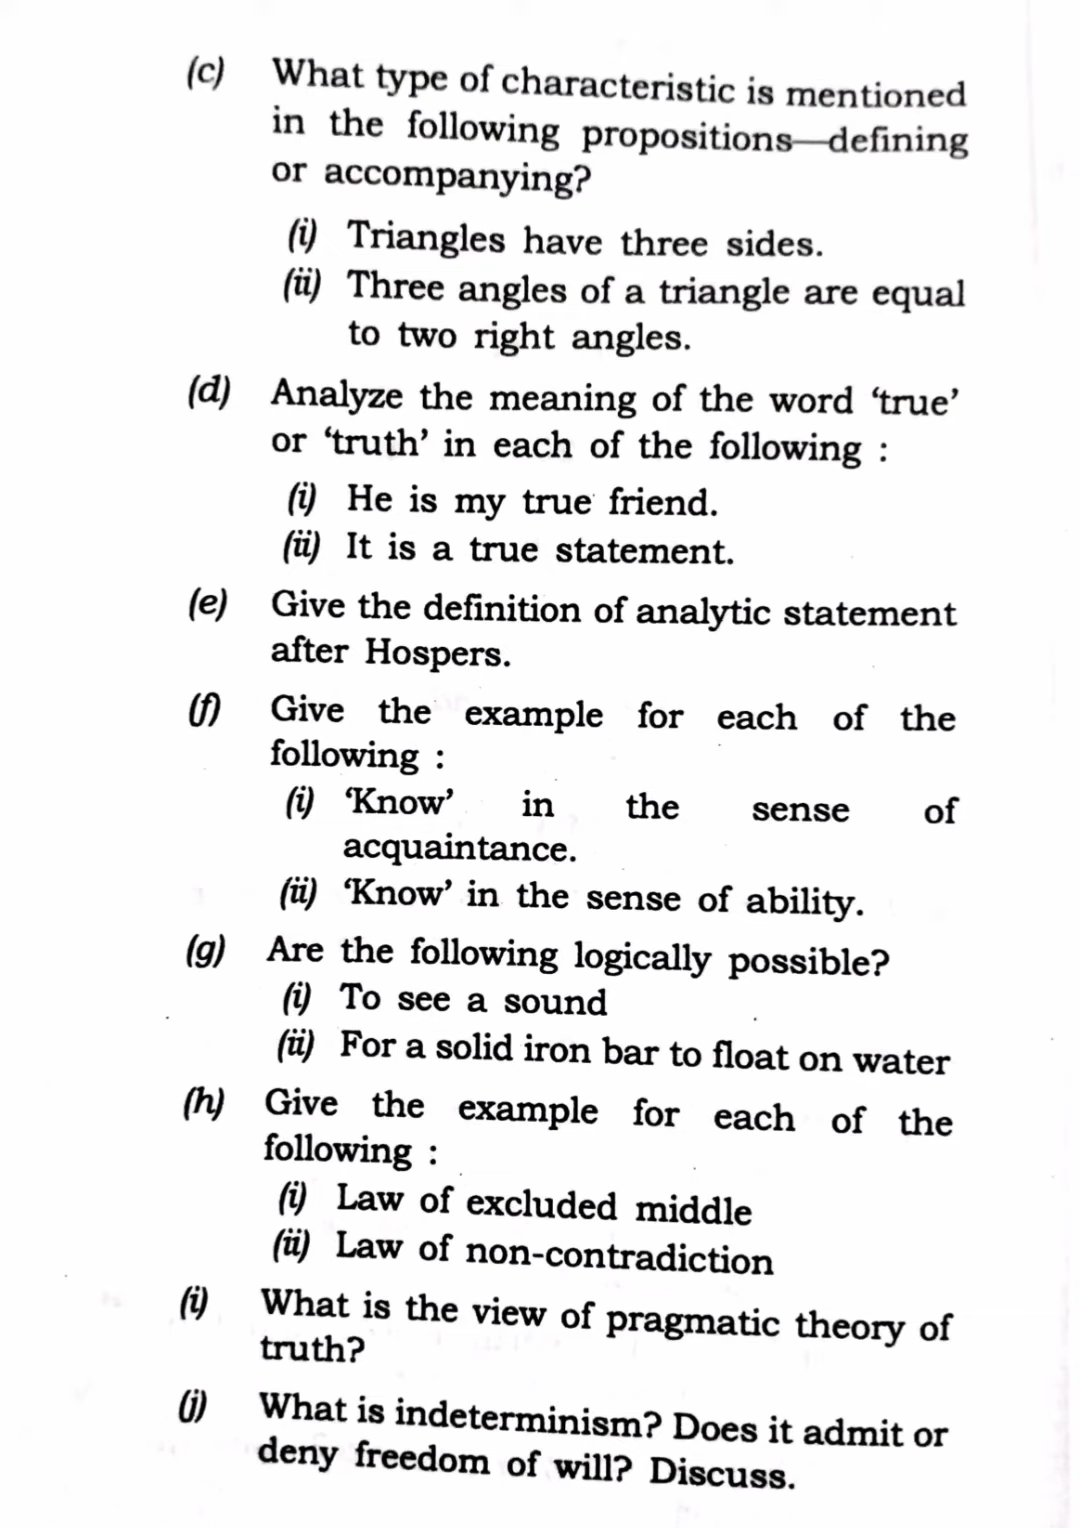 (c) What type of characteristic is mentioned
in the following propositions—defining
or accompanying?
(i) Triangles have three sides.
(ii) Three angles of a triangle are equal
to two right angles.
(d) Analyze the meaning of the word ‘true’
or ‘truth’ in each of the following :
(i) He is my true friend.
(ii) It is a true statement.
(e) Give the definition of analytic statement
after Hospers.
(f) Give the example for each of the
following :
(i) ‘Know’ in the sense of
acquaintance.
(ii) ‘Know’ in the sense of ability.
(g) Are the following logically possible?
(i) To see a sound
(ii) For a solid iron bar to float on water
(h) Give the example for each of the
following :
(i) Law of excluded middle
(ii) Law of non-contradiction
(i) What is the view of pragmatic theory of
truth?
(j) What is indeterminism? Does it admit or
deny freedom of will? Discuss.